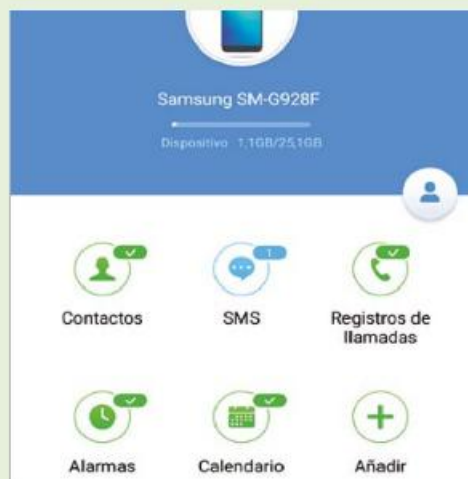 Samsung SM-G928F
Dispositivo 1,1GB/25,1GB
1
Contactos
SMS
Registros de
llamadas
Alarmas
Calendario
Añadir